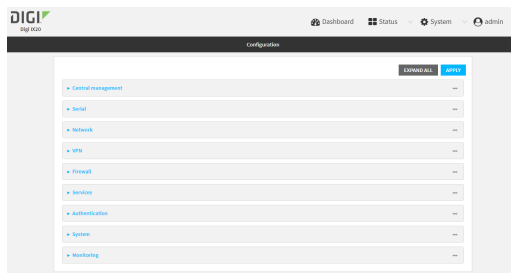 DIGI
Digi IX20
Dashboard Status System admin
Configuration
EXPAND ALL APPLY
Central management
Serial
Network
VPN
Firewall
Services
Authentication
System
Monitoring